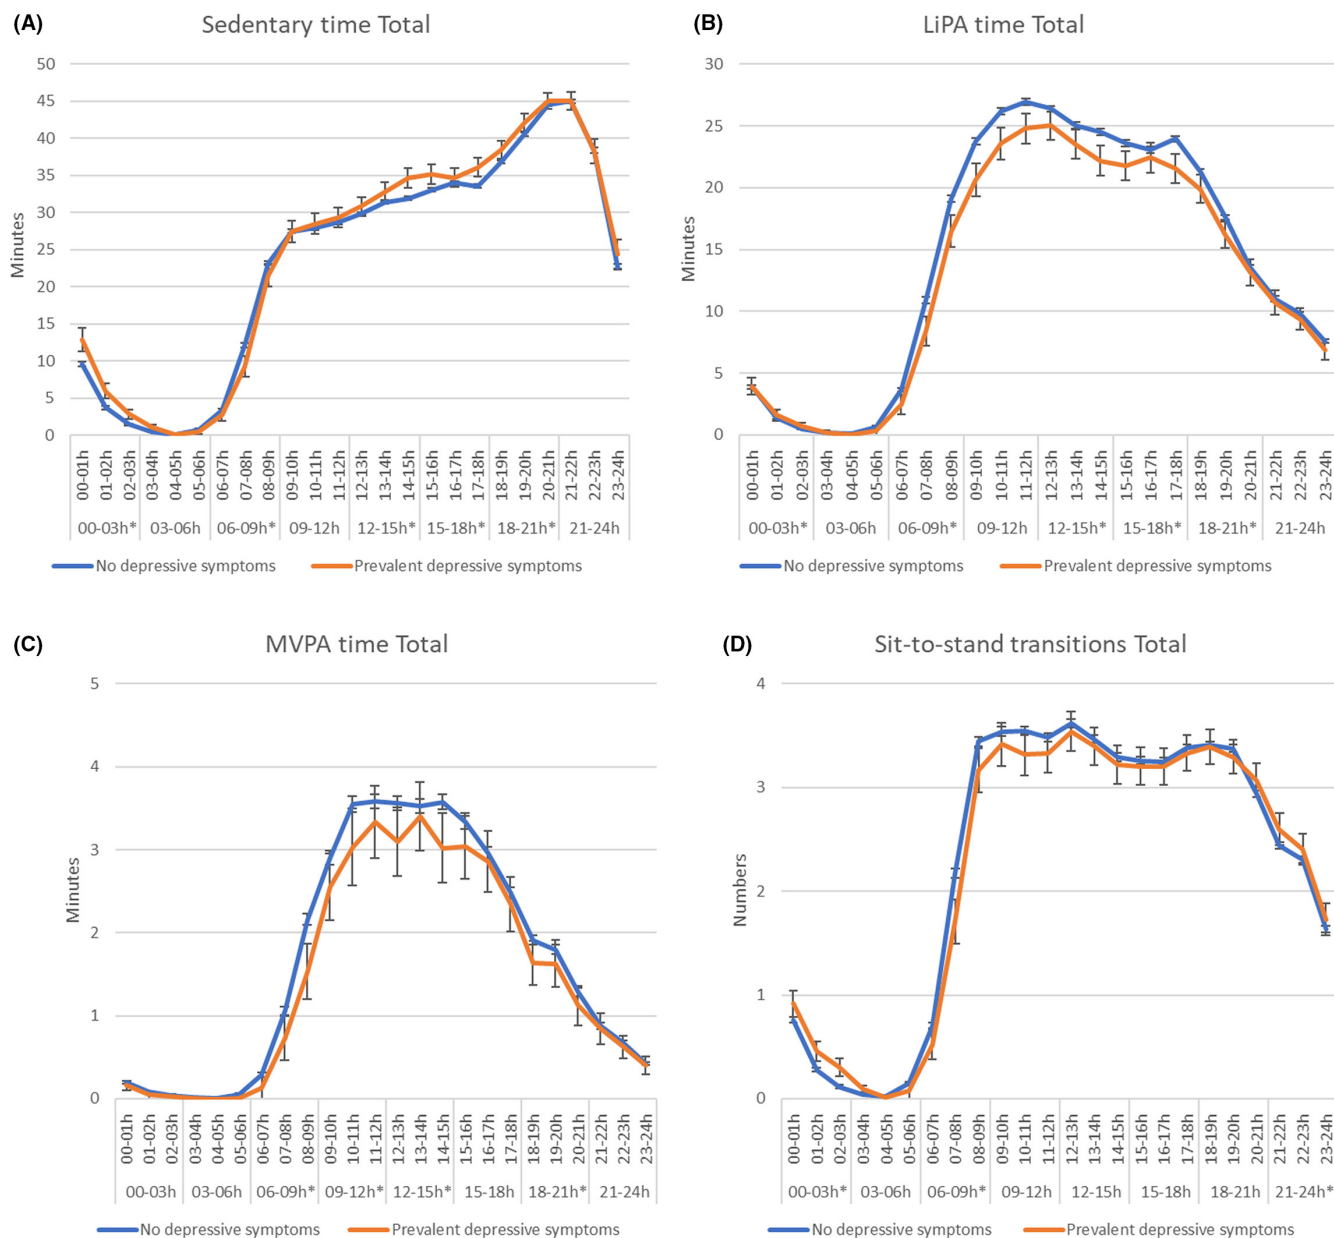 (A)
Sedentary time Total
50
45
40
35
30
25
20
15
10
5
0
Minutes
00-01h 01-02h 02-03h 03-04h 04-05h 05-06h 06-07h 07-08h 08-09h 09-10h 10-11h 11-12h 12-13h 13-14h 14-15h 15-16h 16-17h 17-18h 18-19h 19-20h 20-21h 21-22h 22-23h 23-24h
00-03h* 03-06h 06-09h* 09-12h 12-15h* 15-18h* 18-21h* 21-24h
No depressive symptoms Prevalent depressive symptoms
(B)
LiPA time Total
30
25
20
15
10
5
0
Minutes
00-01h 01-02h 02-03h 03-04h 04-05h 05-06h 06-07h 07-08h 08-09h 09-10h 10-11h 11-12h 12-13h 13-14h 14-15h 15-16h 16-17h 17-18h 18-19h 19-20h 20-21h 21-22h 22-23h 23-24h
00-03h* 03-06h 06-09h* 09-12h 12-15h* 15-18h* 18-21h* 21-24h
No depressive symptoms Prevalent depressive symptoms
(C)
MVPA time Total
5
4
3
2
1
0
Minutes
00-01h 01-02h 02-03h 03-04h 04-05h 05-06h 06-07h 07-08h 08-09h 09-10h 10-11h 11-12h 12-13h 13-14h 14-15h 15-16h 16-17h 17-18h 18-19h 19-20h 20-21h 21-22h 22-23h 23-24h
00-03h 03-06h 06-09h* 09-12h* 12-15h* 15-18h 18-21h* 21-24h
No depressive symptoms Prevalent depressive symptoms
(D)
Sit-to-stand transitions Total
4
3
2
1
0
Numbers
00-01h 01-02h 02-03h 03-04h 04-05h 05-06h 06-07h 07-08h 08-09h 09-10h 10-11h 11-12h 12-13h 13-14h 14-15h 15-16h 16-17h 17-18h 18-19h 19-20h 20-21h 21-22h 22-23h 23-24h
00-03h* 03-06h 06-09h* 09-12h 12-15h 15-18h 18-21h 21-24h*
No depressive symptoms Prevalent depressive symptoms